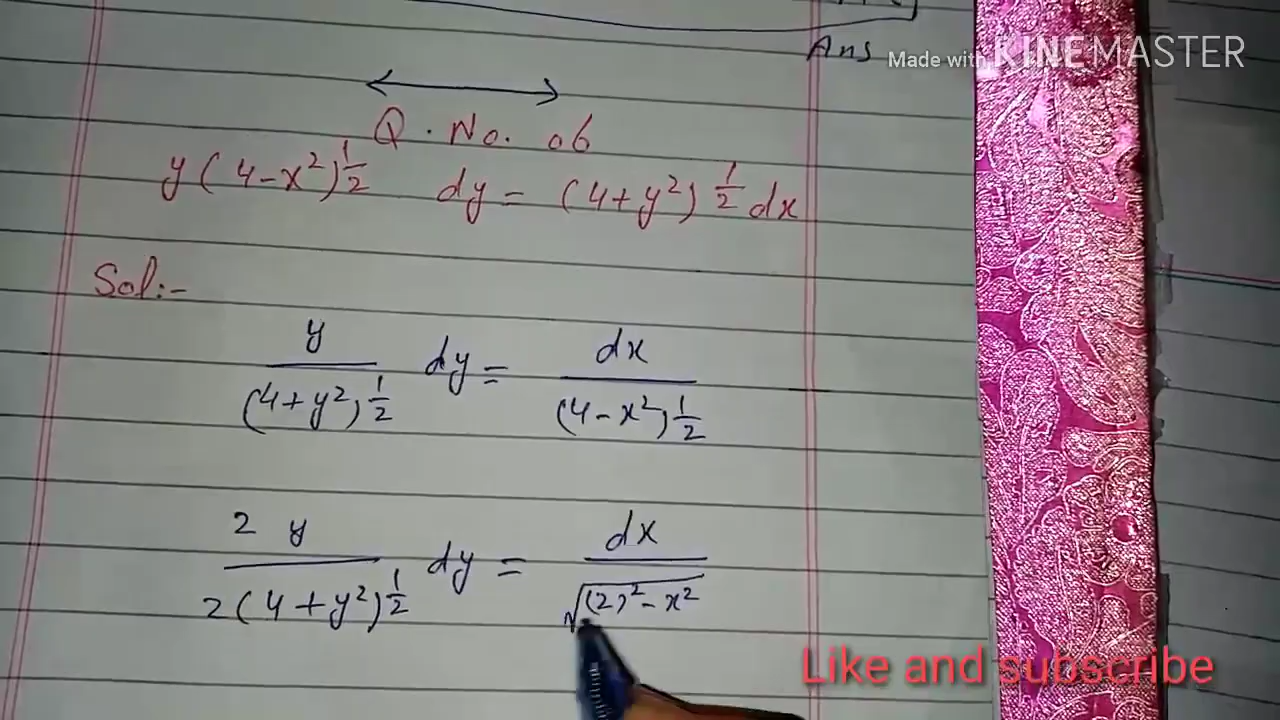 Ans
Made with KINEMASTER
Q. No. 06
y(4-x²)^1/2 dy = (4+y²)^1/2 dx
Sol:-
y/(4+y²)^1/2 dy = dx/(4-x²)^1/2
2 y/2(4+y²)^1/2 dy = dx/√(2)²-x²
Like and subscribe